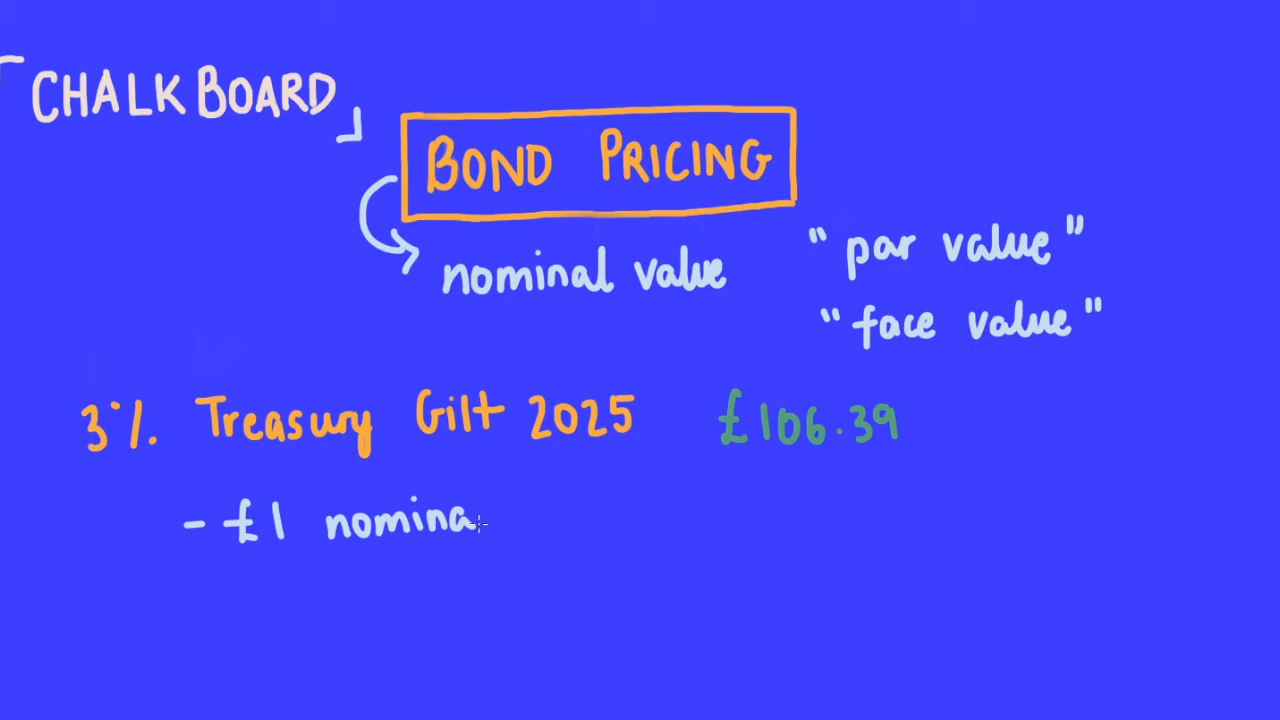 CHALKBOARD
BOND PRICING
nominal value
"par value"
"face value"
3% Treasury Gilt 2025 £106.39
- £1 nomina